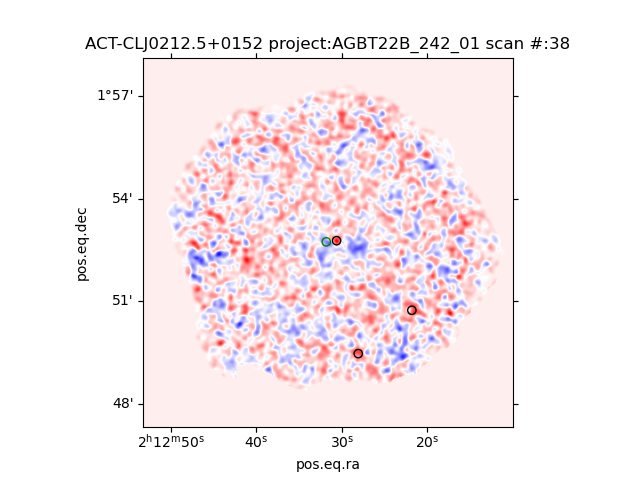 ACT-CLJ0212.5+0152 project:AGBT22B_242_01 scan #:38
1°57'
54'
51'
48'
pos.eq.dec
2ʰ12ᵐ50ˢ 40ˢ 30ˢ 20ˢ
pos.eq.ra